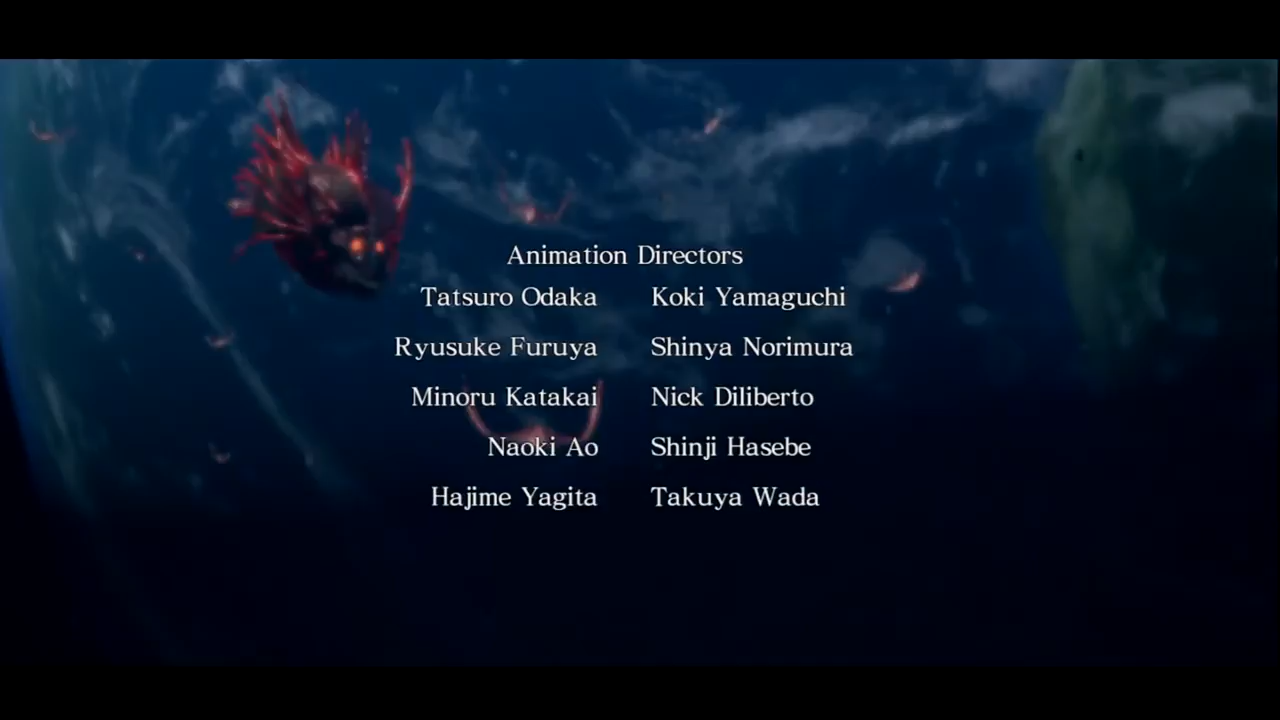 Animation Directors
Tatsuro Odaka Koki Yamaguchi
Ryusuke Furuya Shinya Norimura
Minoru Katakai Nick Diliberto
Naoki Ao Shinji Hasebe
Hajime Yagita Takuya Wada